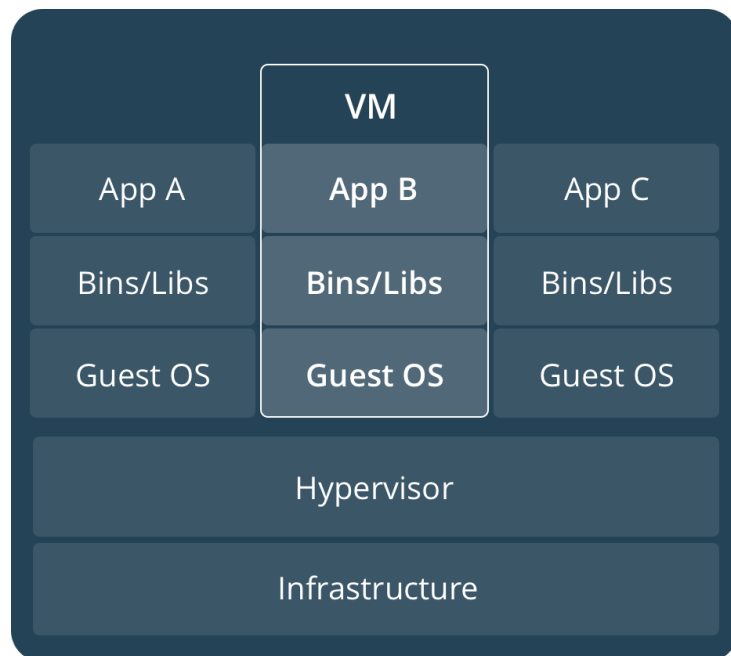 VM
App A
App B
App C
Bins/Libs
Bins/Libs
Bins/Libs
Guest OS
Guest OS
Guest OS
Hypervisor
Infrastructure